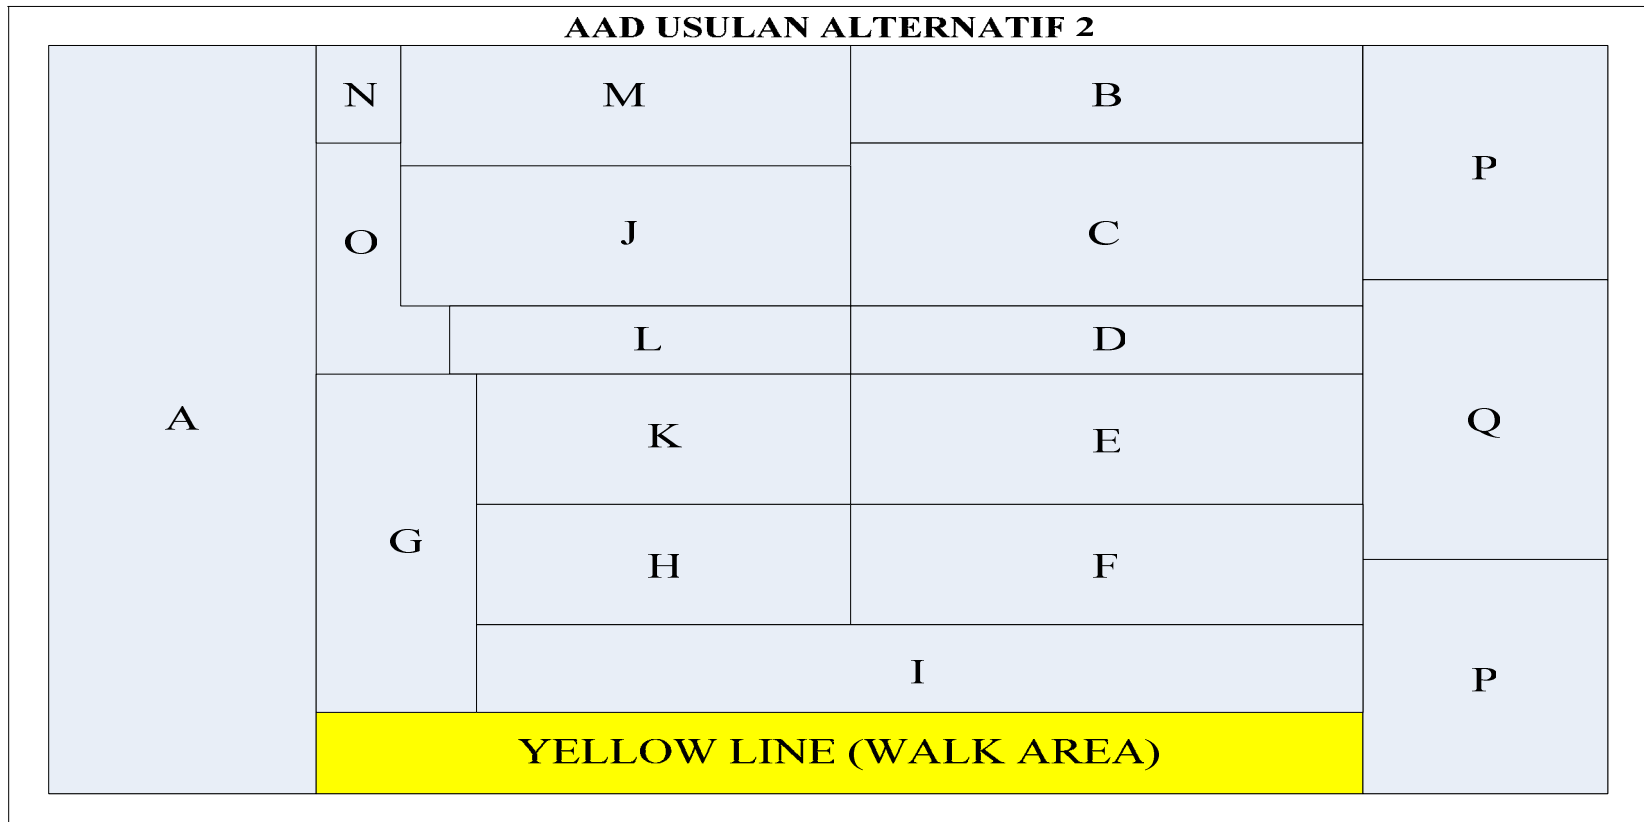 AAD USULAN ALTERNATIF 2
N
M
B
P
O
J
C
L
D
A
K
E
Q
G
H
F
I
P
YELLOW LINE (WALK AREA)